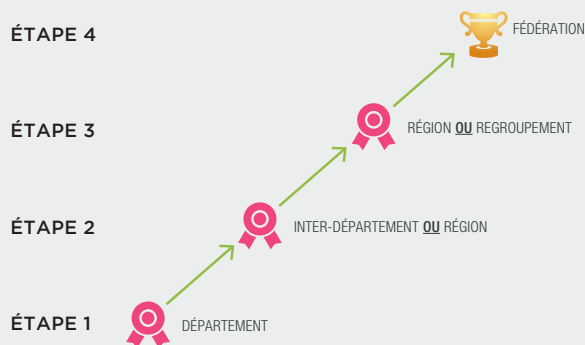 ÉTAPE 4
FÉDÉRATION
ÉTAPE 3
RÉGION OU REGROUPEMENT
ÉTAPE 2
INTER-DÉPARTEMENT OU RÉGION
ÉTAPE 1
DÉPARTEMENT